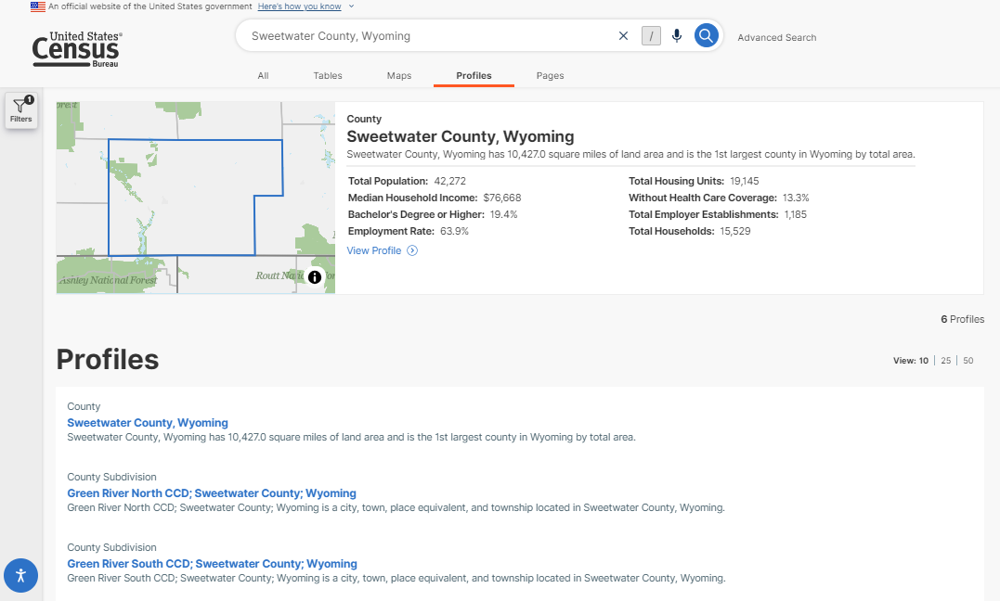 An official website of the United States government Here's how you know
United States®
Census
Bureau
Sweetwater County, Wyoming
/
Advanced Search
All Tables Maps Profiles Pages
1
Filters
orest
Ashley National Forest
Routt
County
Sweetwater County, Wyoming
Sweetwater County, Wyoming has 10,427.0 square miles of land area and is the 1st largest county in Wyoming by total area.
Total Population: 42,272
Median Household Income: $76,668
Bachelor's Degree or Higher: 19.4%
Employment Rate: 63.9%
Total Housing Units: 19,145
Without Health Care Coverage: 13.3%
Total Employer Establishments: 1,185
Total Households: 15,529
View Profile
6 Profiles
Profiles
View: 10 25 50
County
Sweetwater County, Wyoming
Sweetwater County, Wyoming has 10,427.0 square miles of land area and is the 1st largest county in Wyoming by total area.
County Subdivision
Green River North CCD; Sweetwater County; Wyoming
Green River North CCD; Sweetwater County; Wyoming is a city, town, place equivalent, and township located in Sweetwater County, Wyoming.
County Subdivision
Green River South CCD; Sweetwater County; Wyoming
Green River South CCD; Sweetwater County; Wyoming is a city, town, place equivalent, and township located in Sweetwater County, Wyoming.